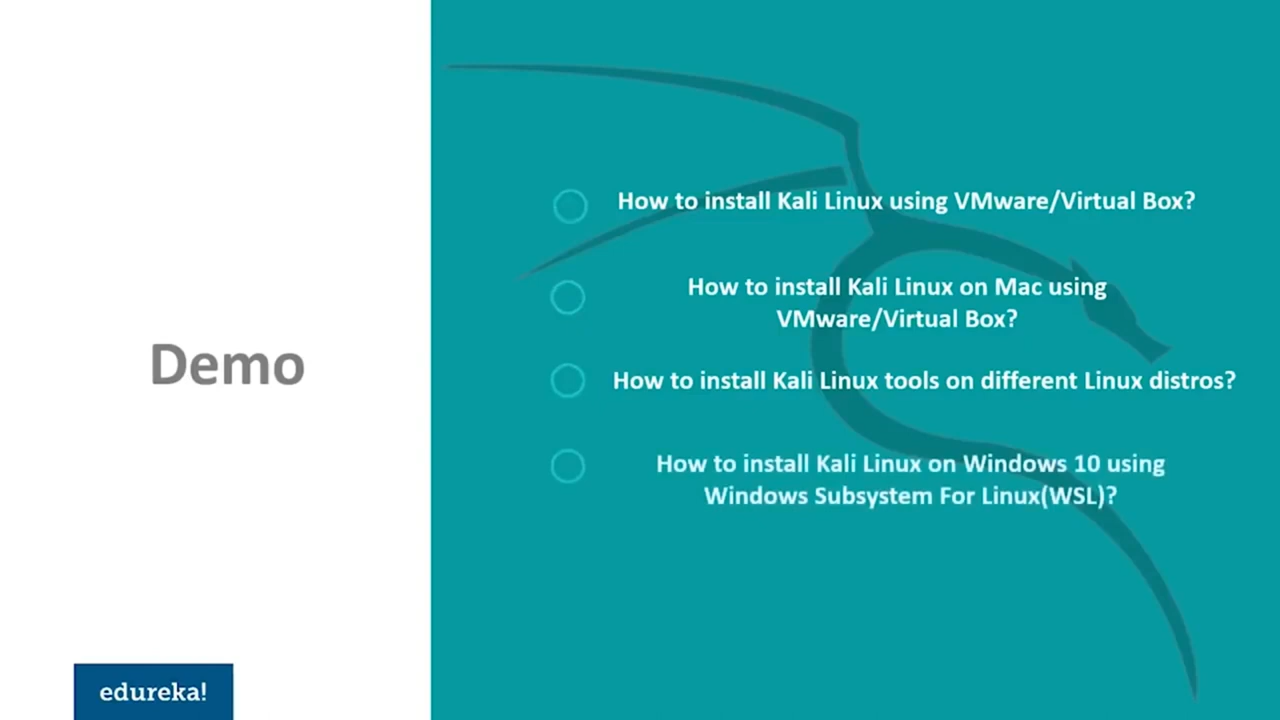 Demo
How to install Kali Linux using VMware/Virtual Box?
How to install Kali Linux on Mac using
VMware/Virtual Box?
How to install Kali Linux tools on different Linux distros?
How to install Kali Linux on Windows 10 using
Windows Subsystem For Linux(WSL)?
edureka!